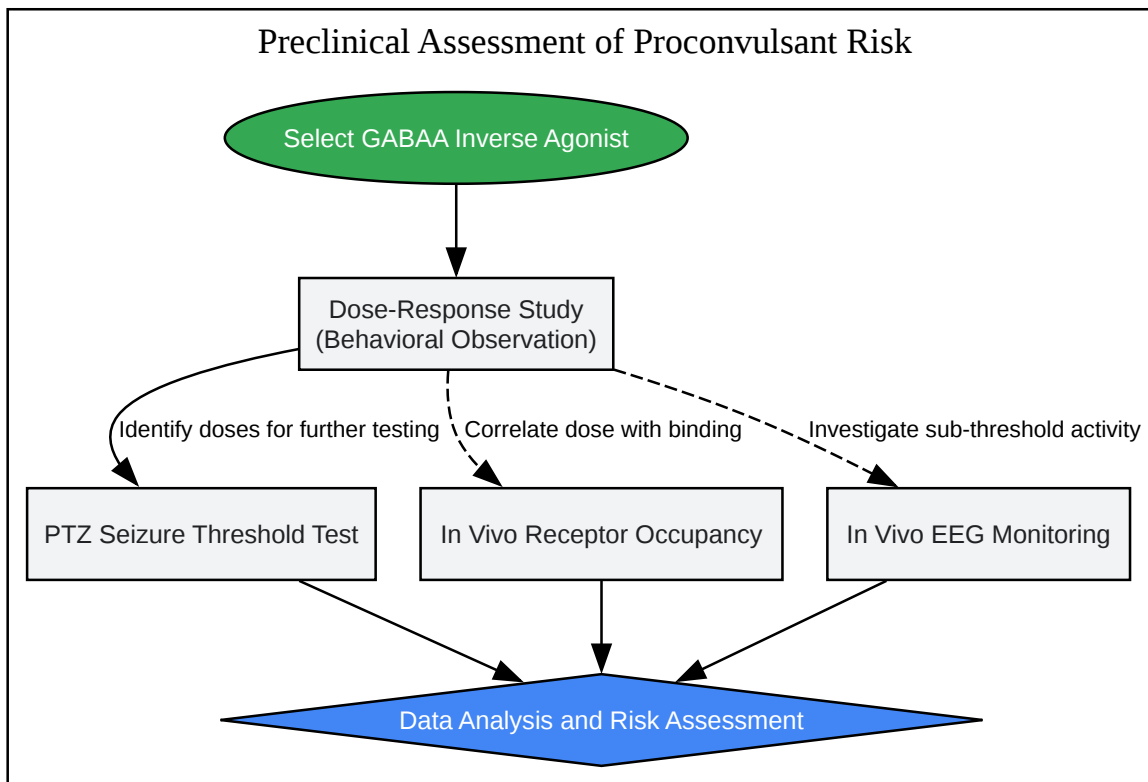 Preclinical Assessment of Proconvulsant Risk
Select GABAA Inverse Agonist
Dose-Response Study
(Behavioral Observation)
Identify doses for further testing
Correlate dose with binding
Investigate sub-threshold activity
PTZ Seizure Threshold Test
In Vivo Receptor Occupancy
In Vivo EEG Monitoring
Data Analysis and Risk Assessment